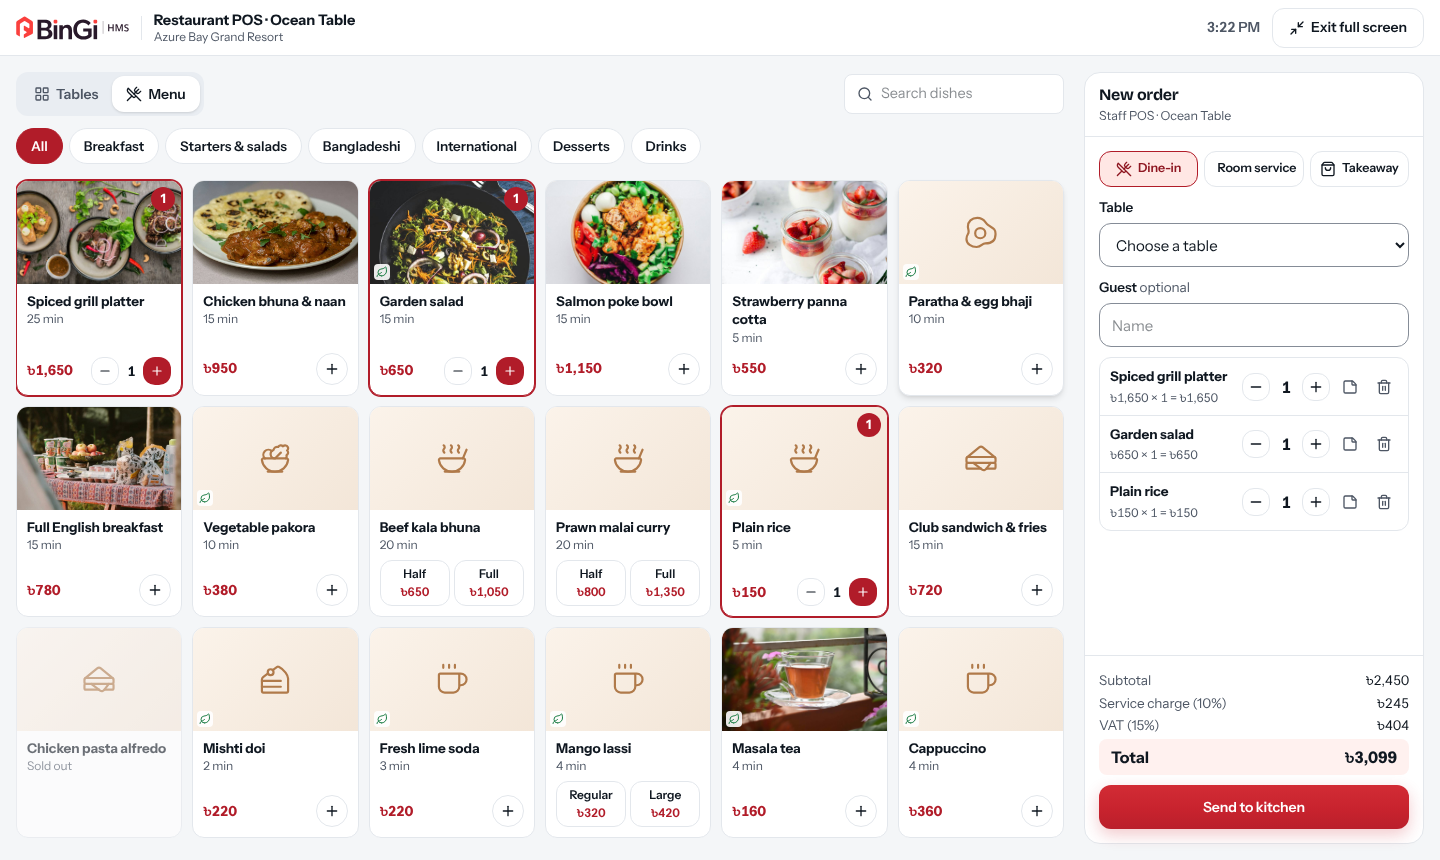 BinGi HMS
Restaurant POS · Ocean Table
Azure Bay Grand Resort
3:22 PM
Exit full screen
Tables
Menu
Search dishes
All
Breakfast
Starters & salads
Bangladeshi
International
Desserts
Drinks
1
Spiced grill platter
25 min
৳1,650
1
Chicken bhuna & naan
15 min
৳950
1
Garden salad
15 min
৳650
1
Salmon poke bowl
15 min
৳1,150
Strawberry panna
cotta
5 min
৳550
Paratha & egg bhaji
10 min
৳320
Full English breakfast
15 min
৳780
Vegetable pakora
10 min
৳380
Beef kala bhuna
20 min
Half
৳650
Full
৳1,050
Prawn malai curry
20 min
Half
৳800
Full
৳1,350
1
Plain rice
5 min
৳150
1
Club sandwich & fries
15 min
৳720
Chicken pasta alfredo
Sold out
Mishti doi
2 min
৳220
Fresh lime soda
3 min
৳220
Mango lassi
4 min
Regular
৳320
Large
৳420
Masala tea
4 min
৳160
Cappuccino
4 min
৳360
New order
Staff POS · Ocean Table
Dine-in
Room service
Takeaway
Table
Choose a table
Guest optional
Name
Spiced grill platter
৳1,650 × 1 = ৳1,650
1
Garden salad
৳650 × 1 = ৳650
1
Plain rice
৳150 × 1 = ৳150
1
Subtotal ৳2,450
Service charge (10%) ৳245
VAT (15%) ৳404
Total ৳3,099
Send to kitchen